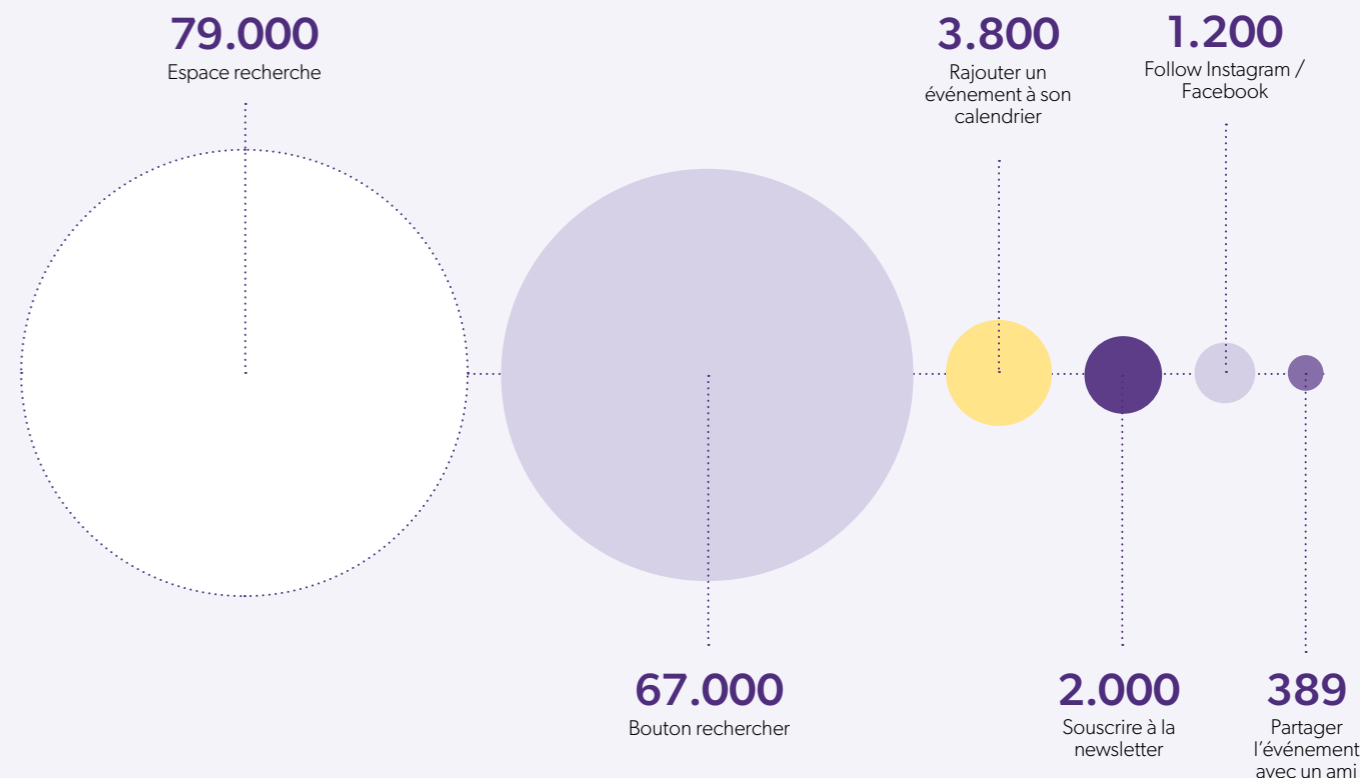 79.000
Espace recherche
3.800
Rajouter un
événement à son
calendrier
1.200
Follow Instagram /
Facebook
67.000
Bouton rechercher
2.000
Souscrire à la
newsletter
389
Partager
l'événement
avec un ami